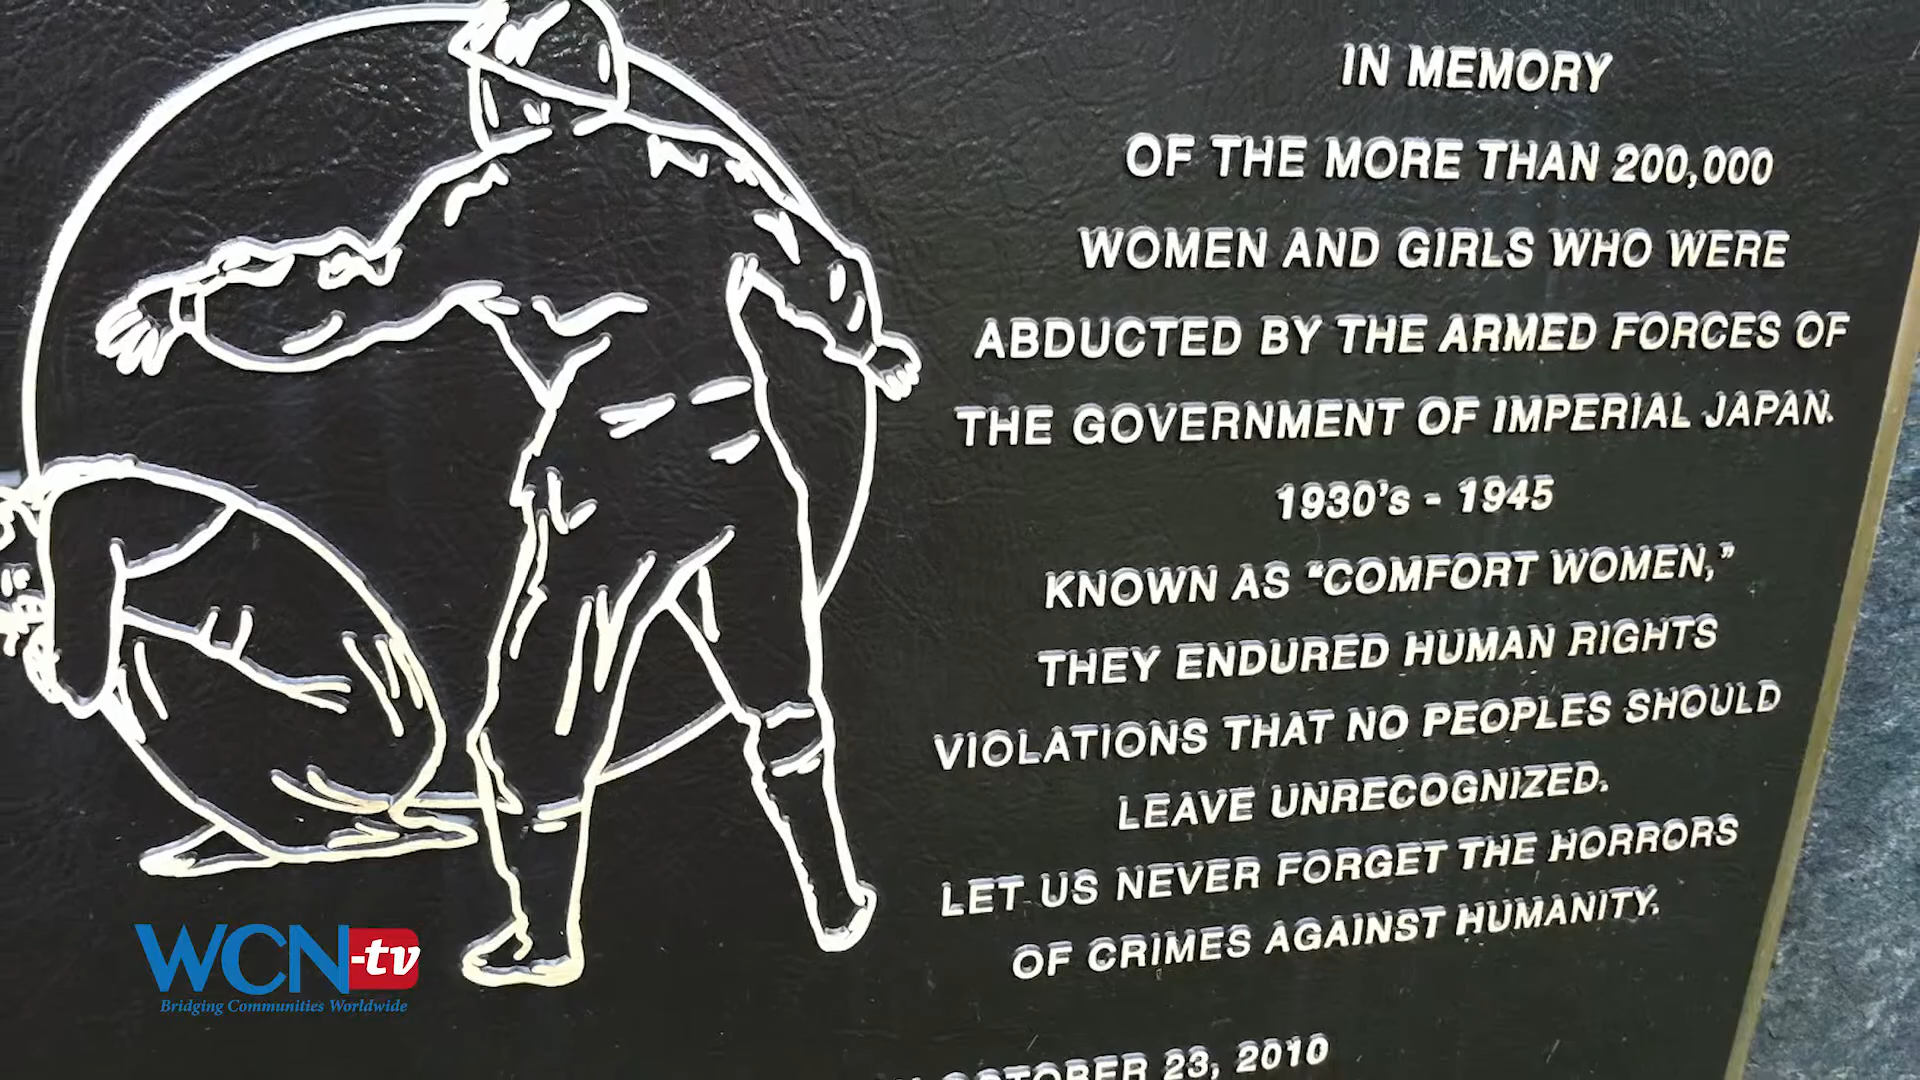 IN MEMORY
OF THE MORE THAN 200,000
WOMEN AND GIRLS WHO WERE
ABDUCTED BY THE ARMED FORCES OF
THE GOVERNMENT OF IMPERIAL JAPAN.
1930's - 1945
KNOWN AS “COMFORT WOMEN,”
THEY ENDURED HUMAN RIGHTS
VIOLATIONS THAT NO PEOPLES SHOULD
LEAVE UNRECOGNIZED.
LET US NEVER FORGET THE HORRORS
OF CRIMES AGAINST HUMANITY.
OCTOBER 23, 2010
WCN-tv
Bridging Communities Worldwide